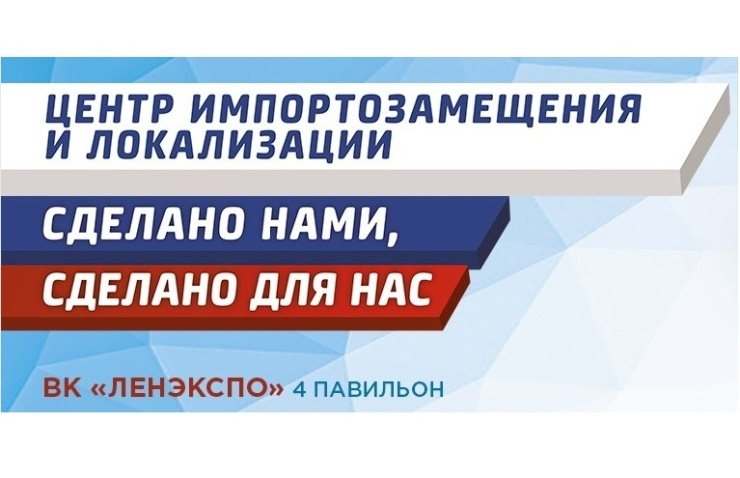 ЦЕНТР ИМПОРТОЗАМЕЩЕНИЯ
И ЛОКАЛИЗАЦИИ
СДЕЛАНО НАМИ,
СДЕЛАНО ДЛЯ НАС
ВК «ЛЕНЭКСПО» 4 ПАВИЛЬОН